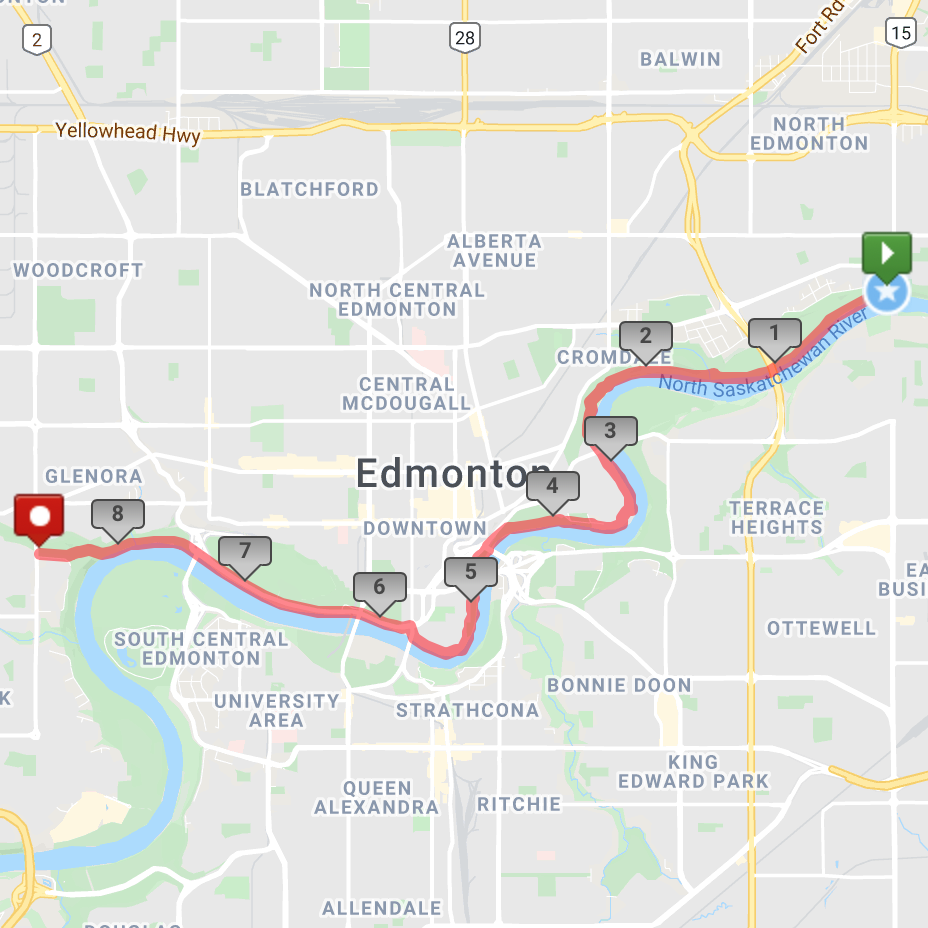 2
28
15
Fort Rd
BALWIN
Yellowhead Hwy
NORTH
EDMONTON
BLATCHFORD
ALBERTA
AVENUE
WOODCROFT
NORTH CENTRAL
EDMONTON
1
2
CROMDALE
North Saskatchewan River
CENTRAL
MCDOUGALL
3
Edmonton
GLENORA
4
8
DOWNTOWN
TERRACE
HEIGHTS
7
5
6
EA
BUSI
SOUTH CENTRAL
EDMONTON
OTTEWELL
K
BONNIE DOON
UNIVERSITY
AREA
STRATHCONA
KING
EDWARD PARK
QUEEN
ALEXANDRA
RITCHIE
ALLENDALE